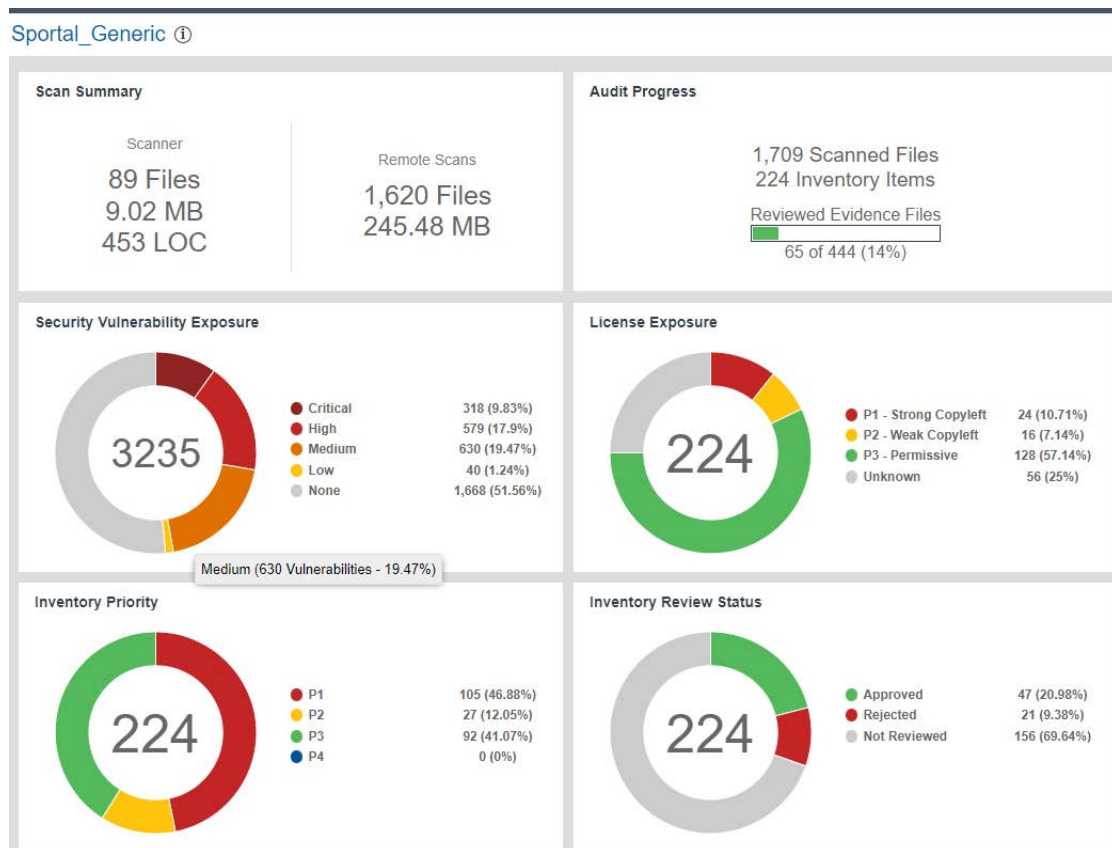 Sportal_Generic ⓘ
Scan Summary
Scanner
89 Files
9.02 MB
453 LOC
Remote Scans
1,620 Files
245.48 MB
Audit Progress
1,709 Scanned Files
224 Inventory Items
Reviewed Evidence Files
65 of 444 (14%)
Security Vulnerability Exposure
3235
Critical 318 (9.83%)
High 579 (17.9%)
Medium 630 (19.47%)
Low 40 (1.24%)
None 1,668 (51.56%)
Medium (630 Vulnerabilities - 19.47%)
License Exposure
224
P1 - Strong Copyleft 24 (10.71%)
P2 - Weak Copyleft 16 (7.14%)
P3 - Permissive 128 (57.14%)
Unknown 56 (25%)
Inventory Priority
224
P1 105 (46.88%)
P2 27 (12.05%)
P3 92 (41.07%)
P4 0 (0%)
Inventory Review Status
224
Approved 47 (20.98%)
Rejected 21 (9.38%)
Not Reviewed 156 (69.64%)